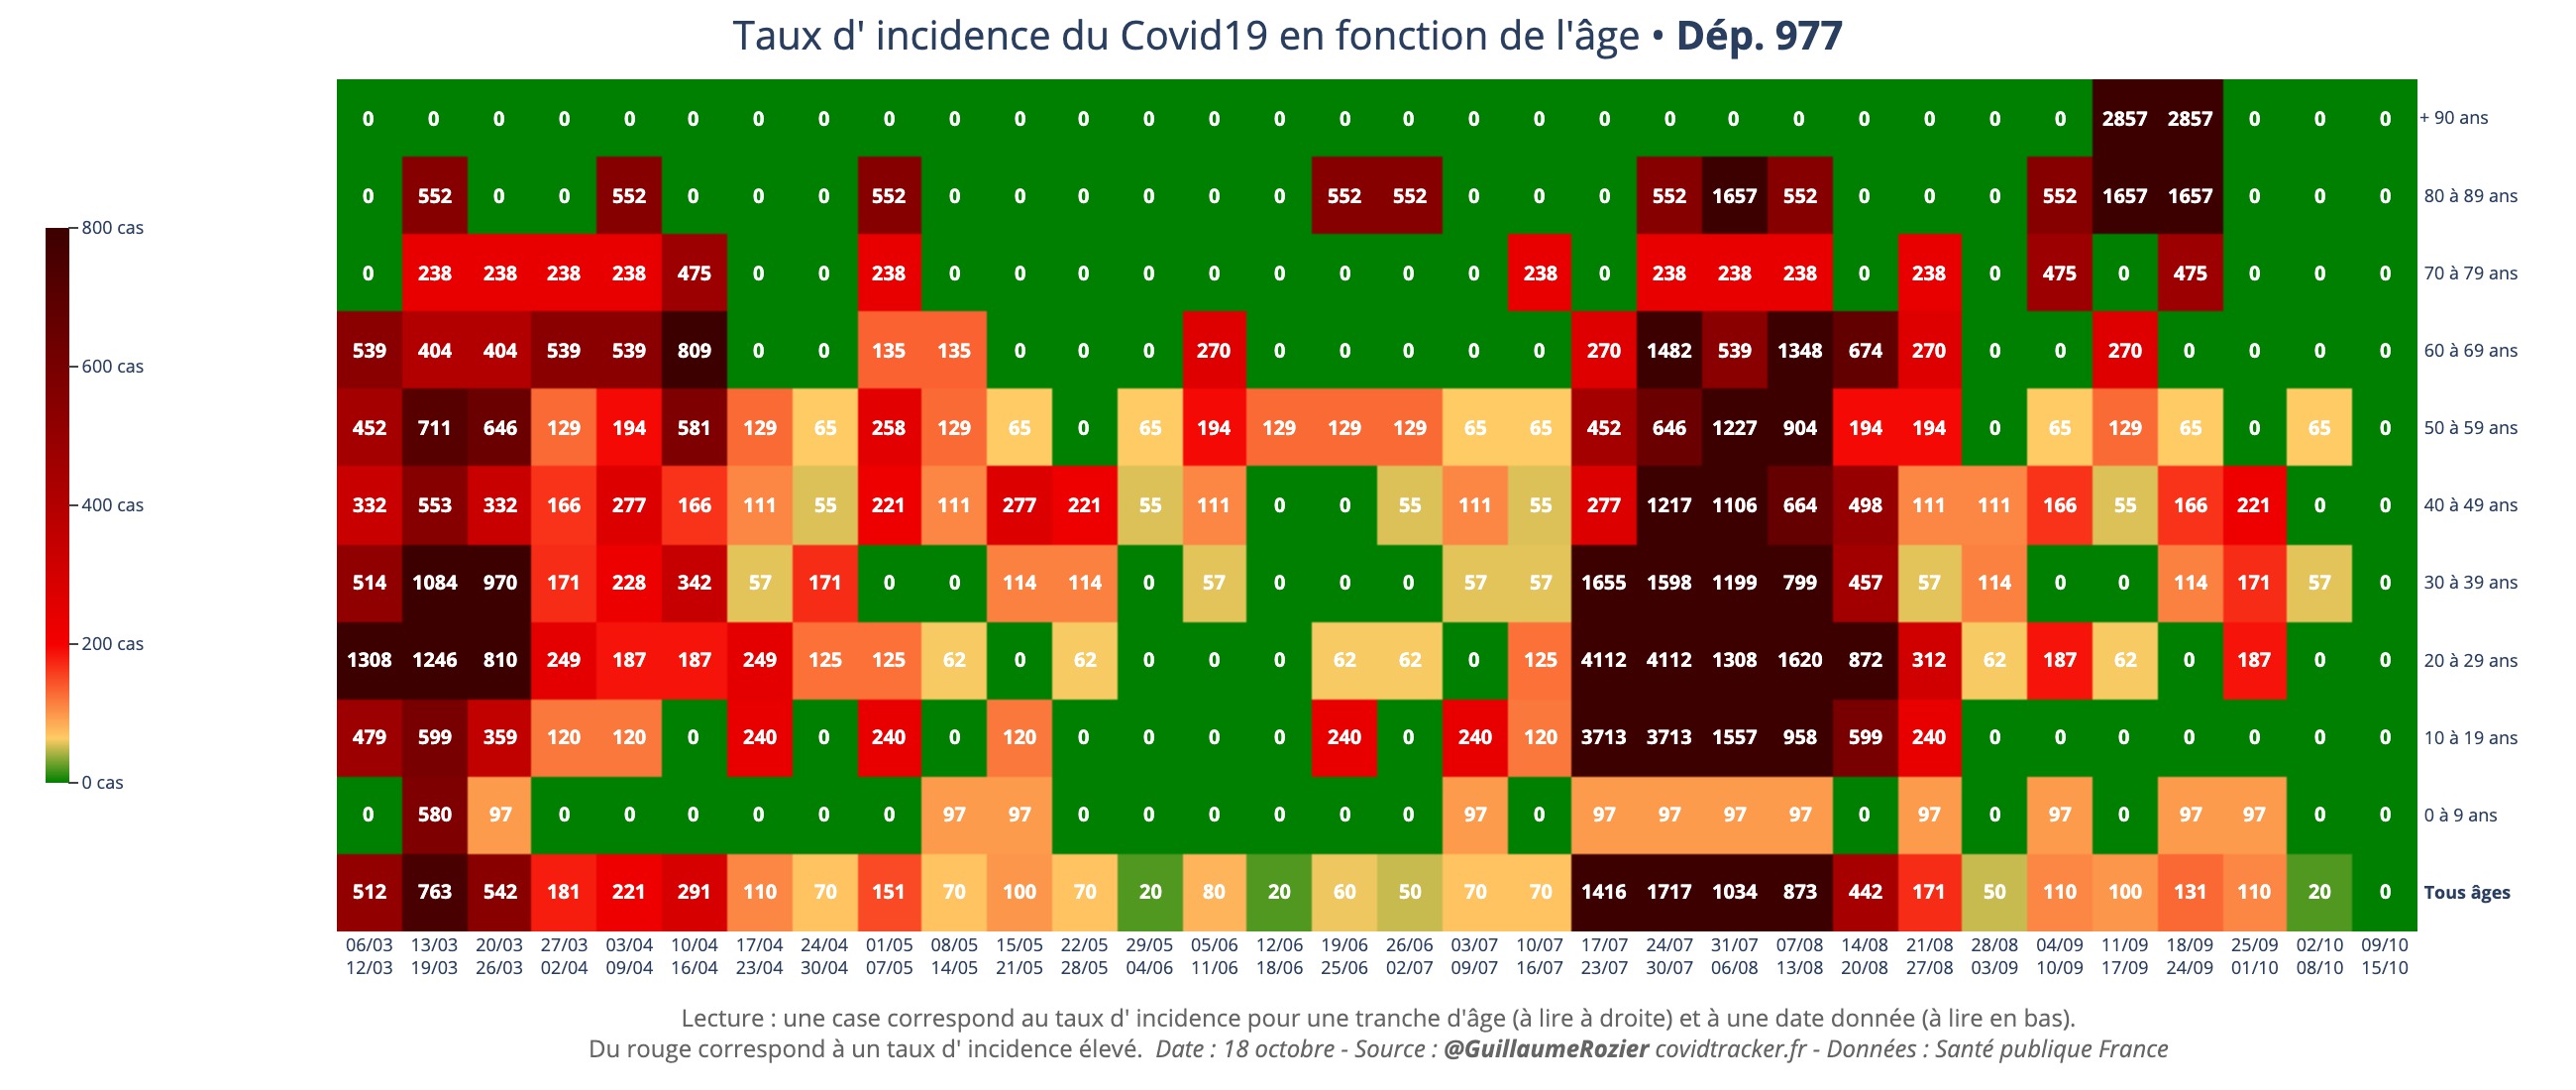 Taux d' incidence du Covid19 en fonction de l'âge • Dép. 977
800 cas
600 cas
400 cas
200 cas
0 cas
0 0 0 0 0 0 0 0 0 0 0 0 0 0 0 0 0 0 0 0 0 0 0 0 0 0 0 2857 2857 0 0 0 + 90 ans
0 552 0 0 552 0 0 0 552 0 0 0 0 0 0 552 552 0 0 0 552 1657 552 0 0 0 552 1657 1657 0 0 0 80 à 89 ans
0 238 238 238 238 475 0 0 238 0 0 0 0 0 0 0 0 0 238 0 238 238 238 0 238 0 475 0 475 0 0 0 70 à 79 ans
539 404 404 539 539 809 0 0 135 135 0 0 0 270 0 0 0 0 0 270 1482 539 1348 674 270 0 0 270 0 0 0 0 60 à 69 ans
452 711 646 129 194 581 129 65 258 129 65 0 65 194 129 129 129 65 65 452 646 1227 904 194 194 0 65 129 65 0 65 0 50 à 59 ans
332 553 332 166 277 166 111 55 221 111 277 221 55 111 0 0 55 111 55 277 1217 1106 664 498 111 111 166 55 166 221 0 0 40 à 49 ans
514 1084 970 171 228 342 57 171 0 0 114 114 0 57 0 0 0 57 57 1655 1598 1199 799 457 57 114 0 0 114 171 57 0 30 à 39 ans
1308 1246 810 249 187 187 249 125 125 62 0 62 0 0 0 62 62 0 125 4112 4112 1308 1620 872 312 62 187 62 0 187 0 0 20 à 29 ans
479 599 359 120 120 0 240 0 240 0 120 0 0 0 0 240 0 240 120 3713 3713 1557 958 599 240 0 0 0 0 0 0 0 10 à 19 ans
0 580 97 0 0 0 0 0 0 97 97 0 0 0 0 0 0 97 0 97 97 97 97 0 97 0 97 0 97 97 0 0 0 à 9 ans
512 763 542 181 221 291 110 70 151 70 100 70 20 80 20 60 50 70 70 1416 1717 1034 873 442 171 50 110 100 131 110 20 0 Tous âges
06/03 13/03 20/03 27/03 03/04 10/04 17/04 24/04 01/05 08/05 15/05 22/05 29/05 05/06 12/06 19/06 26/06 03/07 10/07 17/07 24/07 31/07 07/08 14/08 21/08 28/08 04/09 11/09 18/09 25/09 02/10 09/10
12/03 19/03 26/03 02/04 09/04 16/04 23/04 30/04 07/05 14/05 21/05 28/05 04/06 11/06 18/06 25/06 02/07 09/07 16/07 23/07 30/07 06/08 13/08 20/08 27/08 03/09 10/09 17/09 24/09 01/10 08/10 15/10
Lecture : une case correspond au taux d' incidence pour une tranche d'âge (à lire à droite) et à une date donnée (à lire en bas).
Du rouge correspond à un taux d' incidence élevé. Date : 18 octobre - Source : @GuillaumeRozier covidtracker.fr - Données : Santé publique France